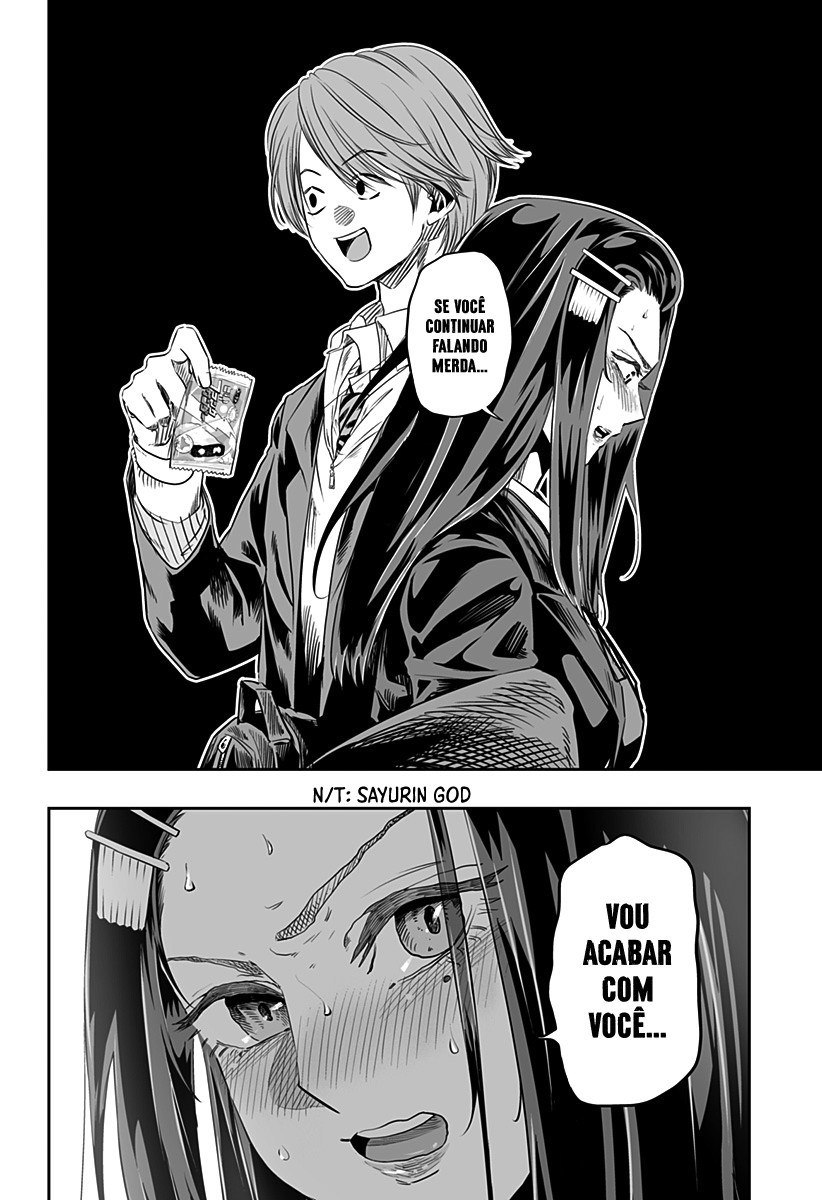 SE VOCÊ
CONTINUAR
FALANDO
MERDA...
N/T: SAYURIN GOD
VOU
ACABAR
COM
VOCÊ...